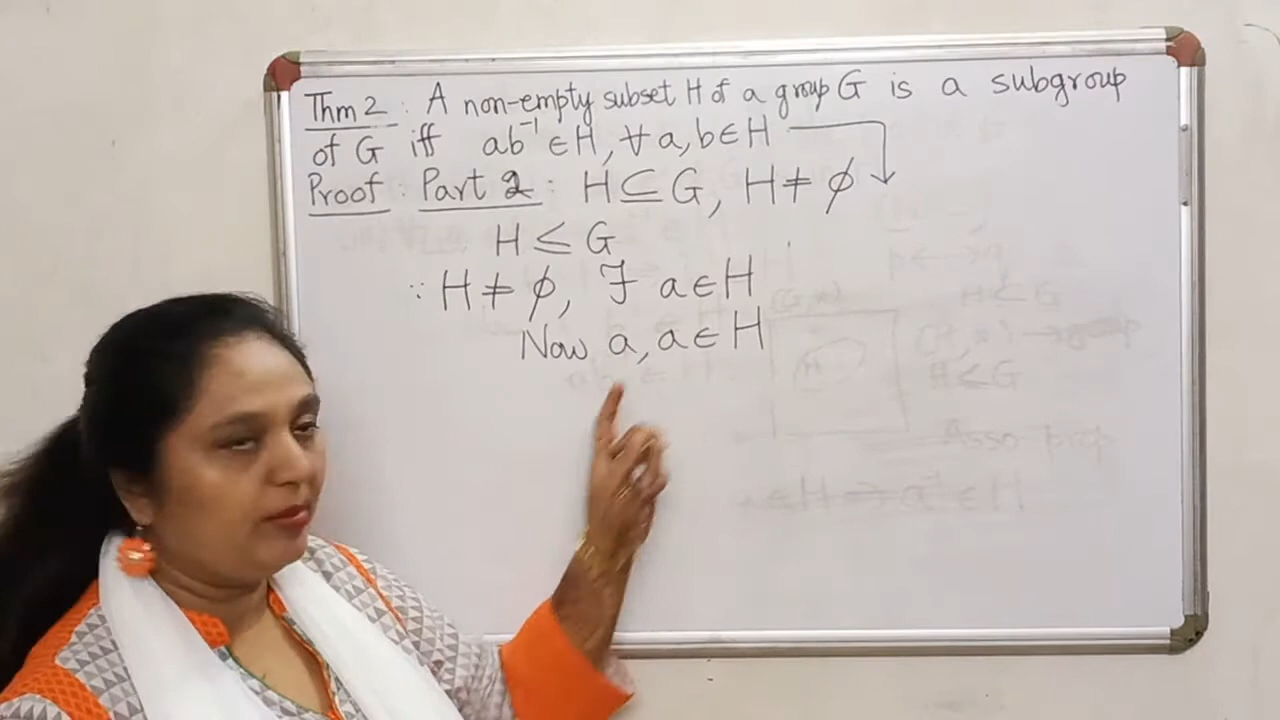 Thm 2 : A non-empty subset H of a group G is a subgroup
of G iff ab⁻¹ ∈ H, ∀ a, b ∈ H
Proof : Part 2 : H ⊆ G, H ≠ ϕ
H ≤ G
∵ H ≠ ϕ, ∃ a ∈ H
Now a, a ∈ H